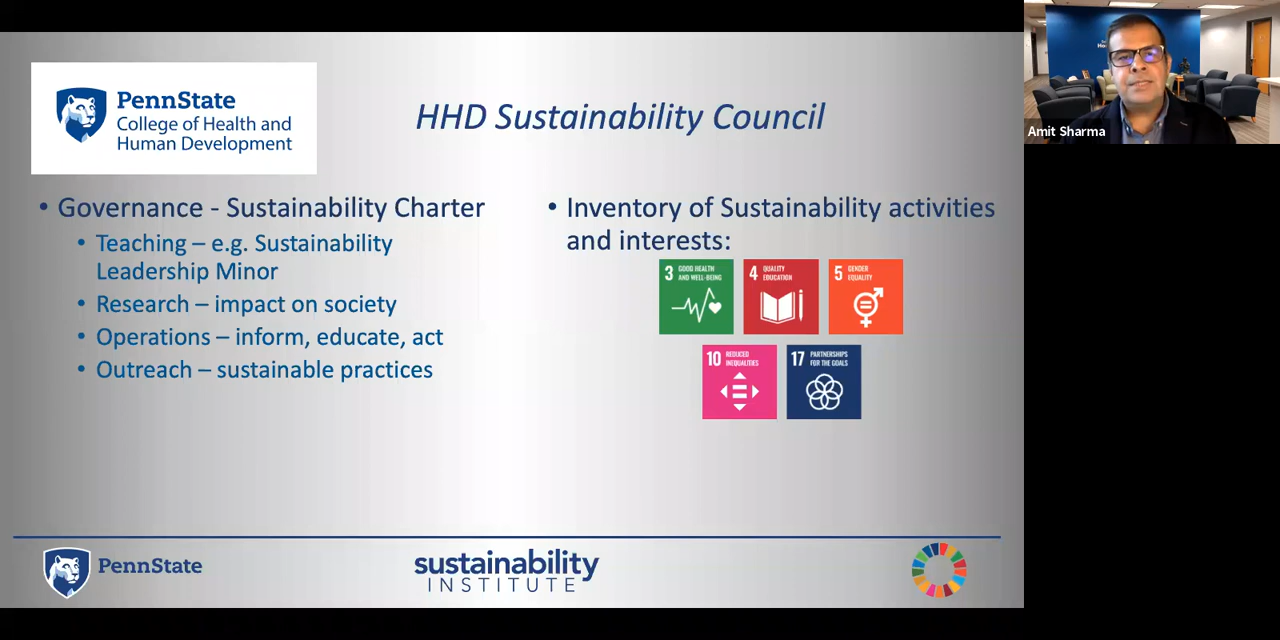 PennState
College of Health and
Human Development
HHD Sustainability Council
• Governance - Sustainability Charter
• Teaching – e.g. Sustainability
Leadership Minor
• Research – impact on society
• Operations – inform, educate, act
• Outreach – sustainable practices
• Inventory of Sustainability activities
and interests:
3 GOOD HEALTH
AND WELL-BEING
4 QUALITY
EDUCATION
5 GENDER
EQUALITY
10 REDUCED
INEQUALITIES
17 PARTNERSHIPS
FOR THE GOALS
PennState
sustainability
INSTITUTE
Amit Sharma